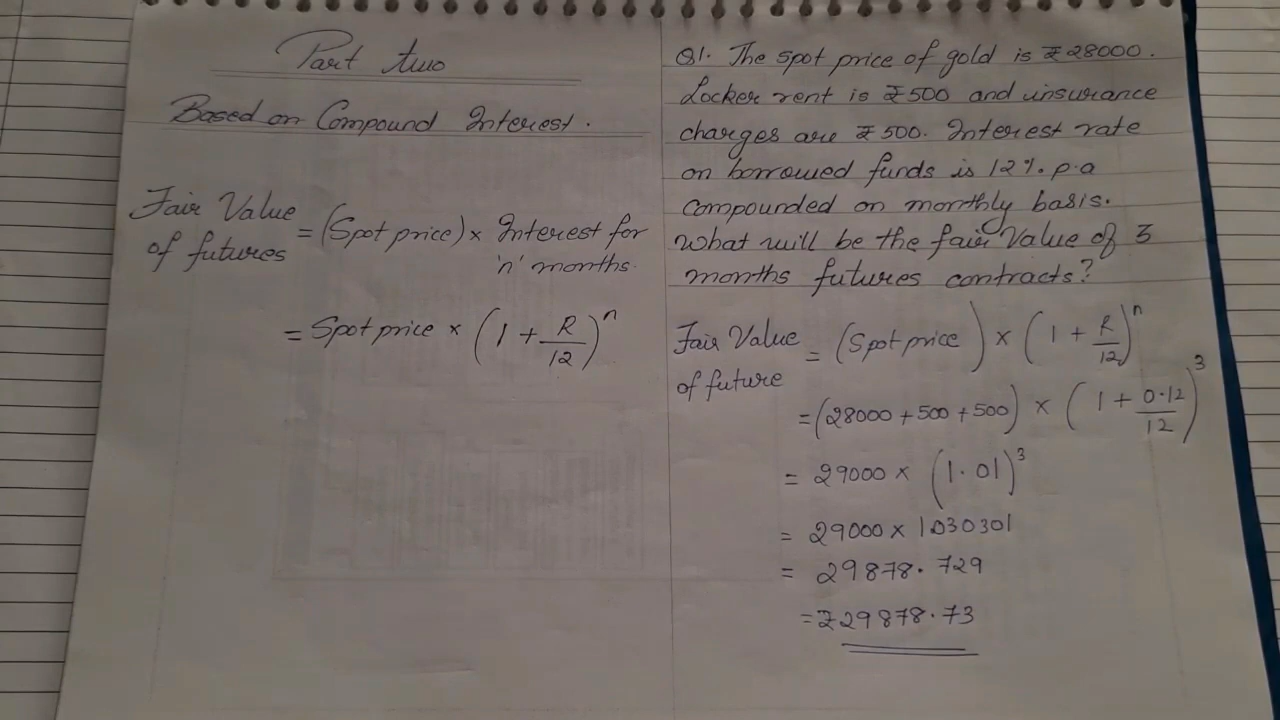 Part two
Based on Compound Interest.
Fair Value of futures = (Spot price) × Interest for 'n' months.
= Spot price × (1 + R/12)^n
Q1. The spot price of gold is ₹28000.
Locker rent is ₹500 and insurance
charges are ₹500. Interest rate
on borrowed funds is 12% p.a
compounded on monthly basis.
What will be the fair Value of 3
months futures contracts?
Fair Value of future = (Spot price) × (1 + R/12)^n
= (28000 + 500 + 500) × (1 + 0.12/12)^3
= 29000 × (1.01)^3
= 29000 × 1.030301
= 29878.729
= ₹29878.73